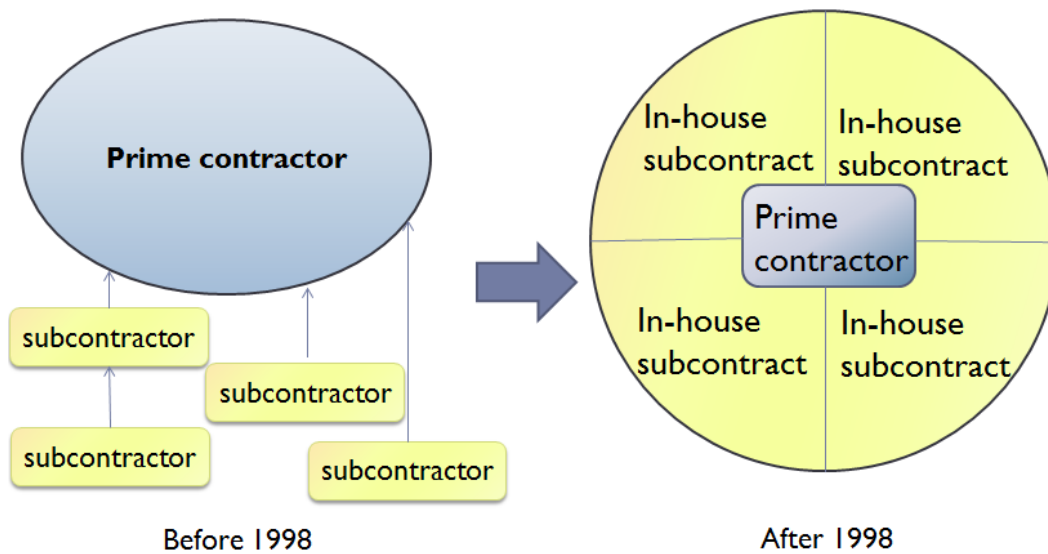 Prime contractor
subcontractor
subcontractor
subcontractor
subcontractor
Before 1998
In-house
subcontract
In-house
subcontract
Prime
contractor
In-house
subcontract
In-house
subcontract
After 1998